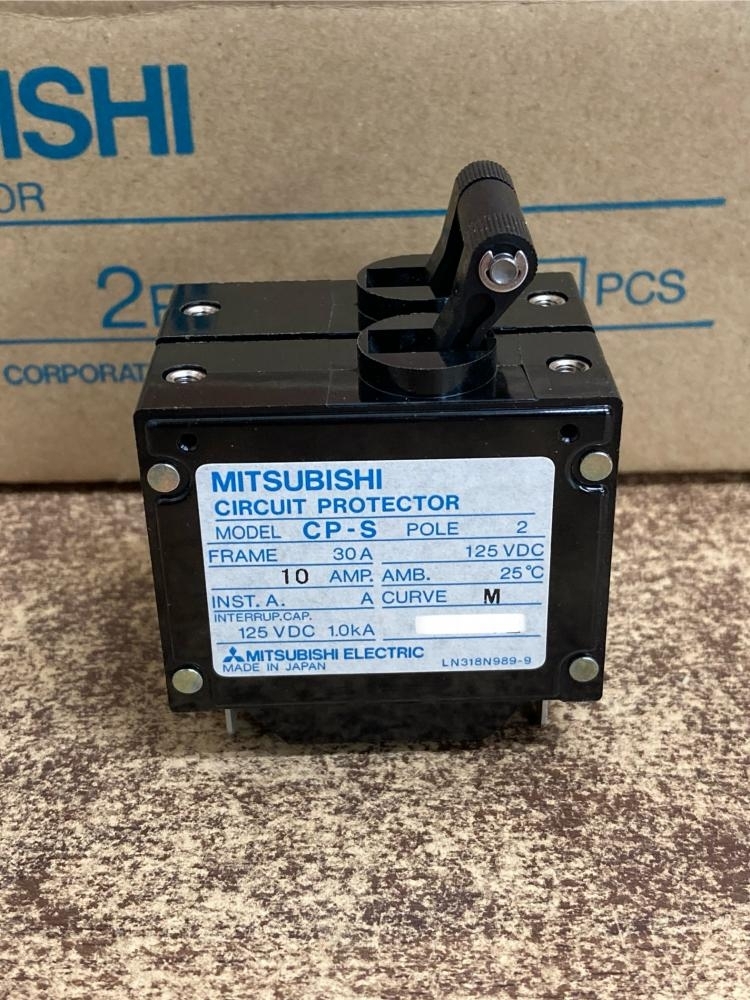 ISHI
OR
2P
PCS
CORPORAT
MITSUBISHI
CIRCUIT PROTECTOR
MODEL CP-S POLE 2
FRAME 30A 125 VDC
10 AMP. AMB. 25°C
INST. A. A CURVE M
INTERRUP.CAP.
125 VDC 1.0kA
MITSUBISHI ELECTRIC
MADE IN JAPAN LN318N989-9